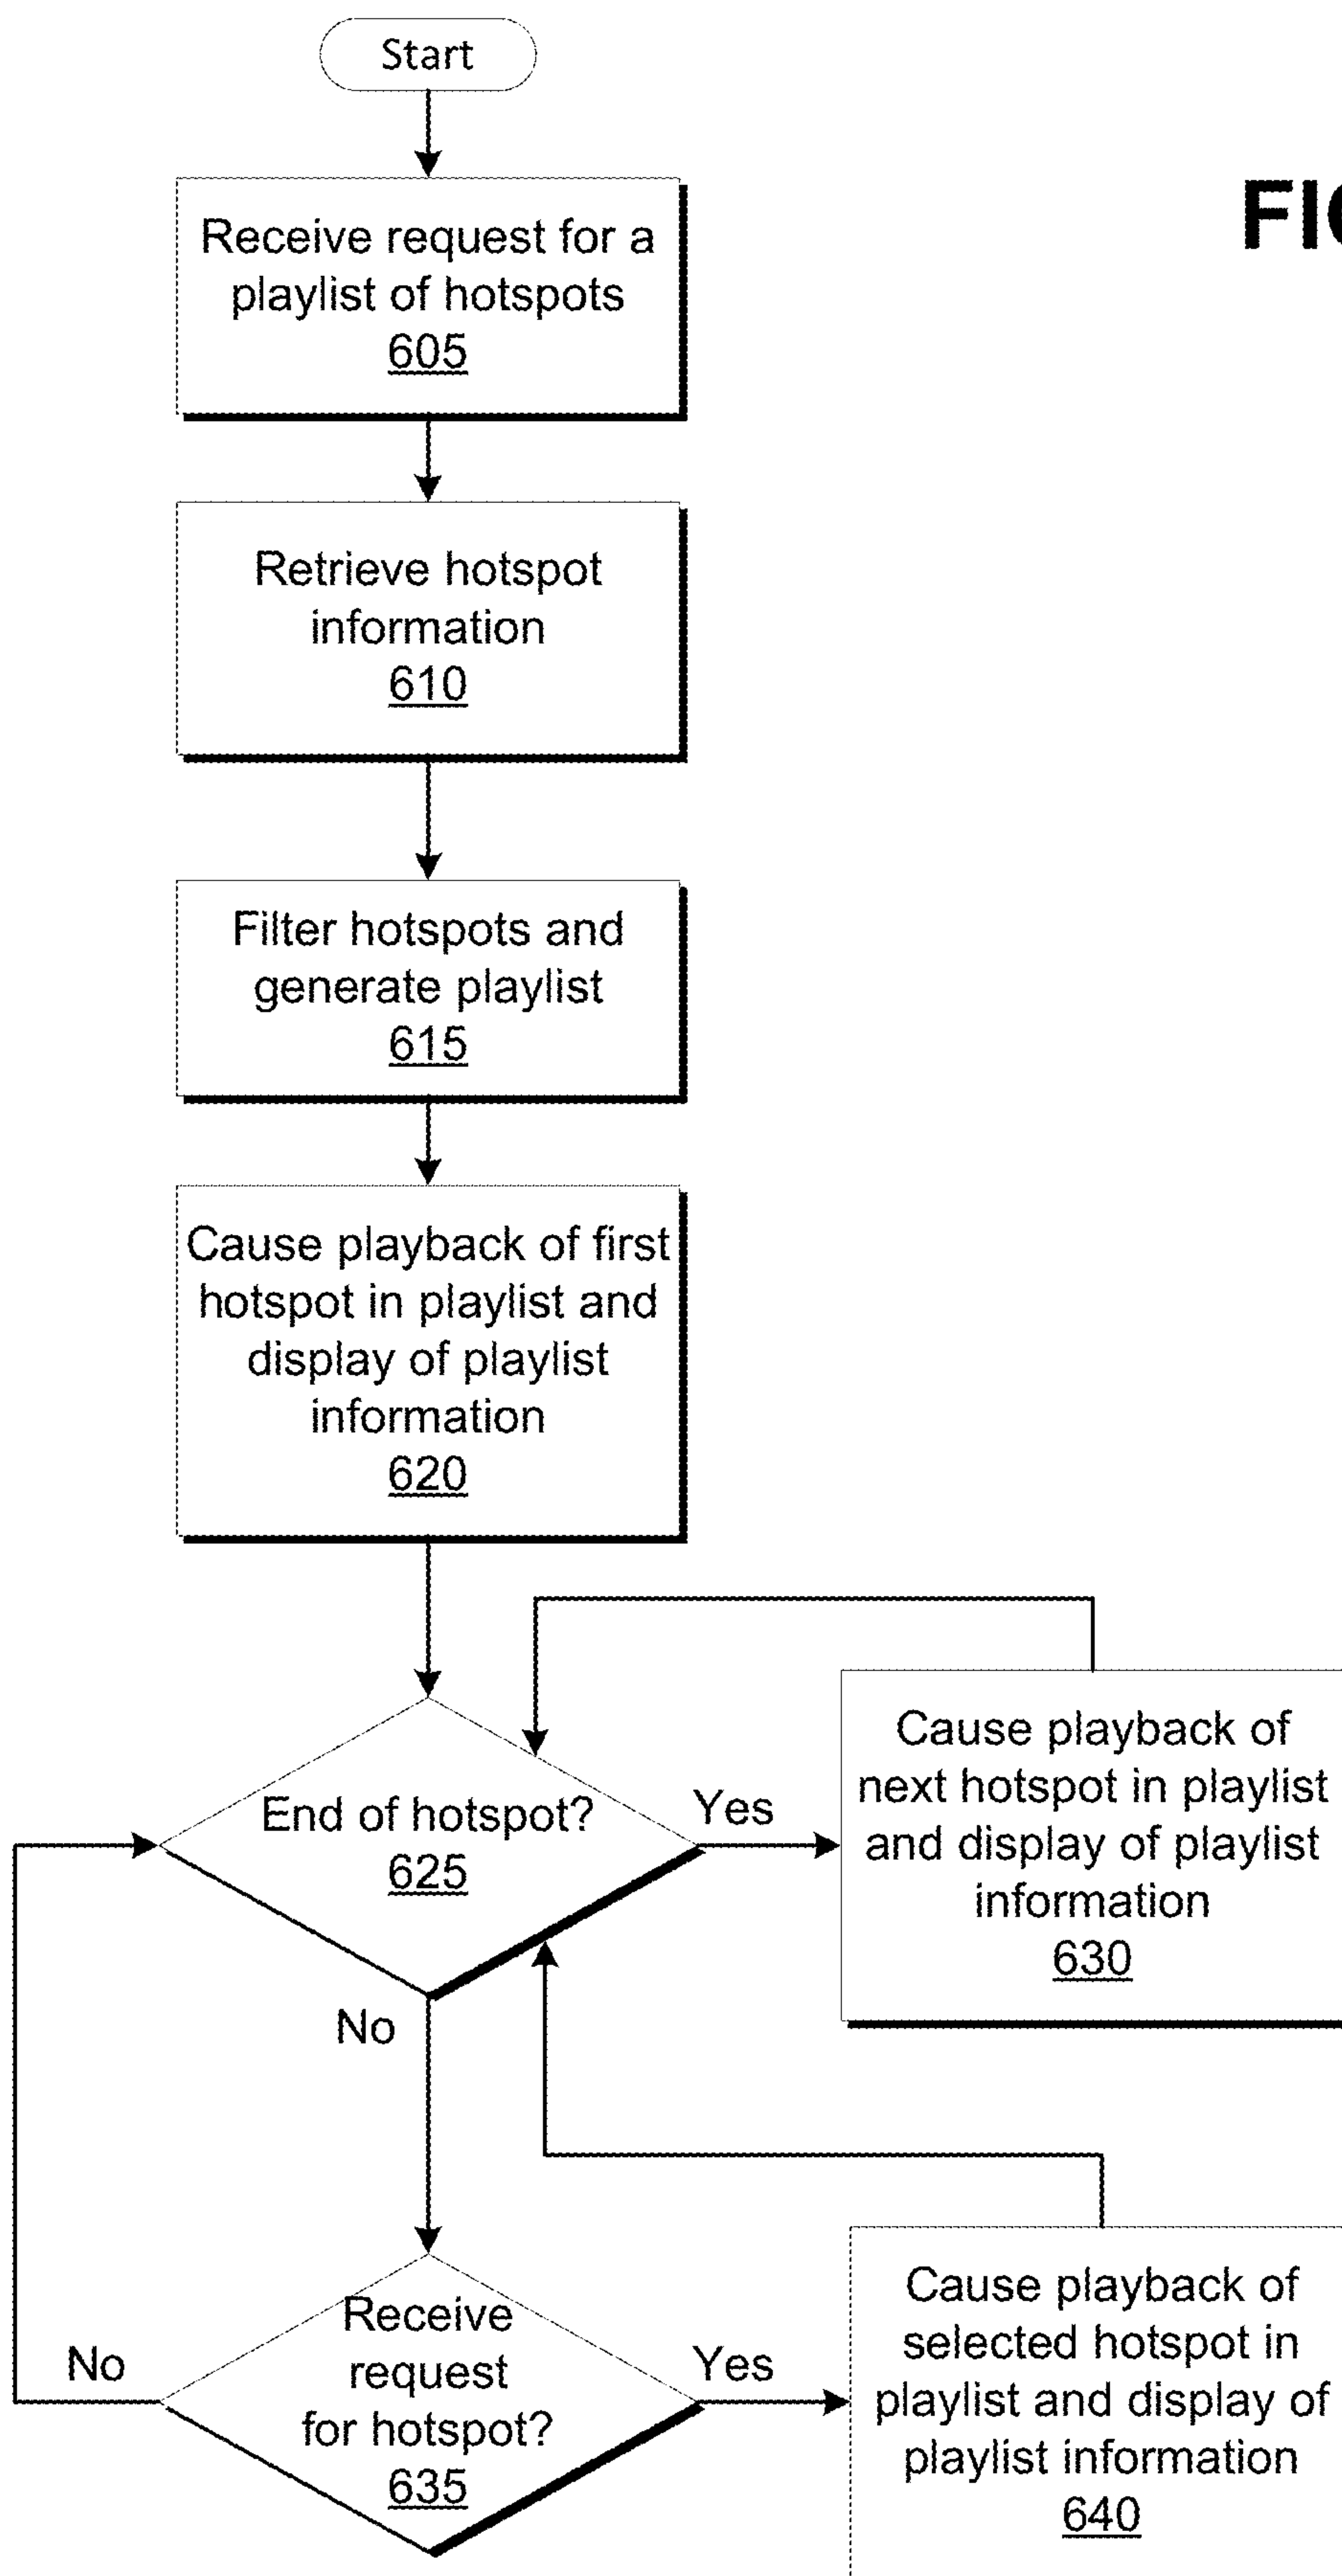 Start
FIG
Receive request for a
playlist of hotspots
605
Retrieve hotspot
information
610
Filter hotspots and
generate playlist
615
Cause playback of first
hotspot in playlist and
display of playlist
information
620
End of hotspot?
625
Yes
No
Cause playback of
next hotspot in playlist
and display of playlist
information
630
Receive
request
for hotspot?
635
No
Yes
Cause playback of
selected hotspot in
playlist and display of
playlist information
640